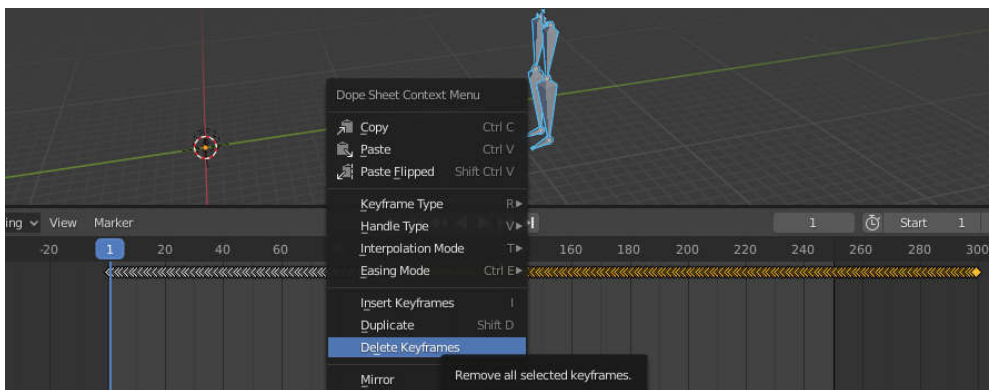 Dope Sheet Context Menu
Copy Ctrl C
Paste Ctrl V
Paste Flipped Shift Ctrl V
Keyframe Type R
Handle Type V
Interpolation Mode T
Easing Mode Ctrl E
Insert Keyframes I
Duplicate Shift D
Delete Keyframes
Mirror
Remove all selected keyframes.
ing View Marker 1 Start 1
-20 1 20 40 60 160 180 200 220 240 260 280 300